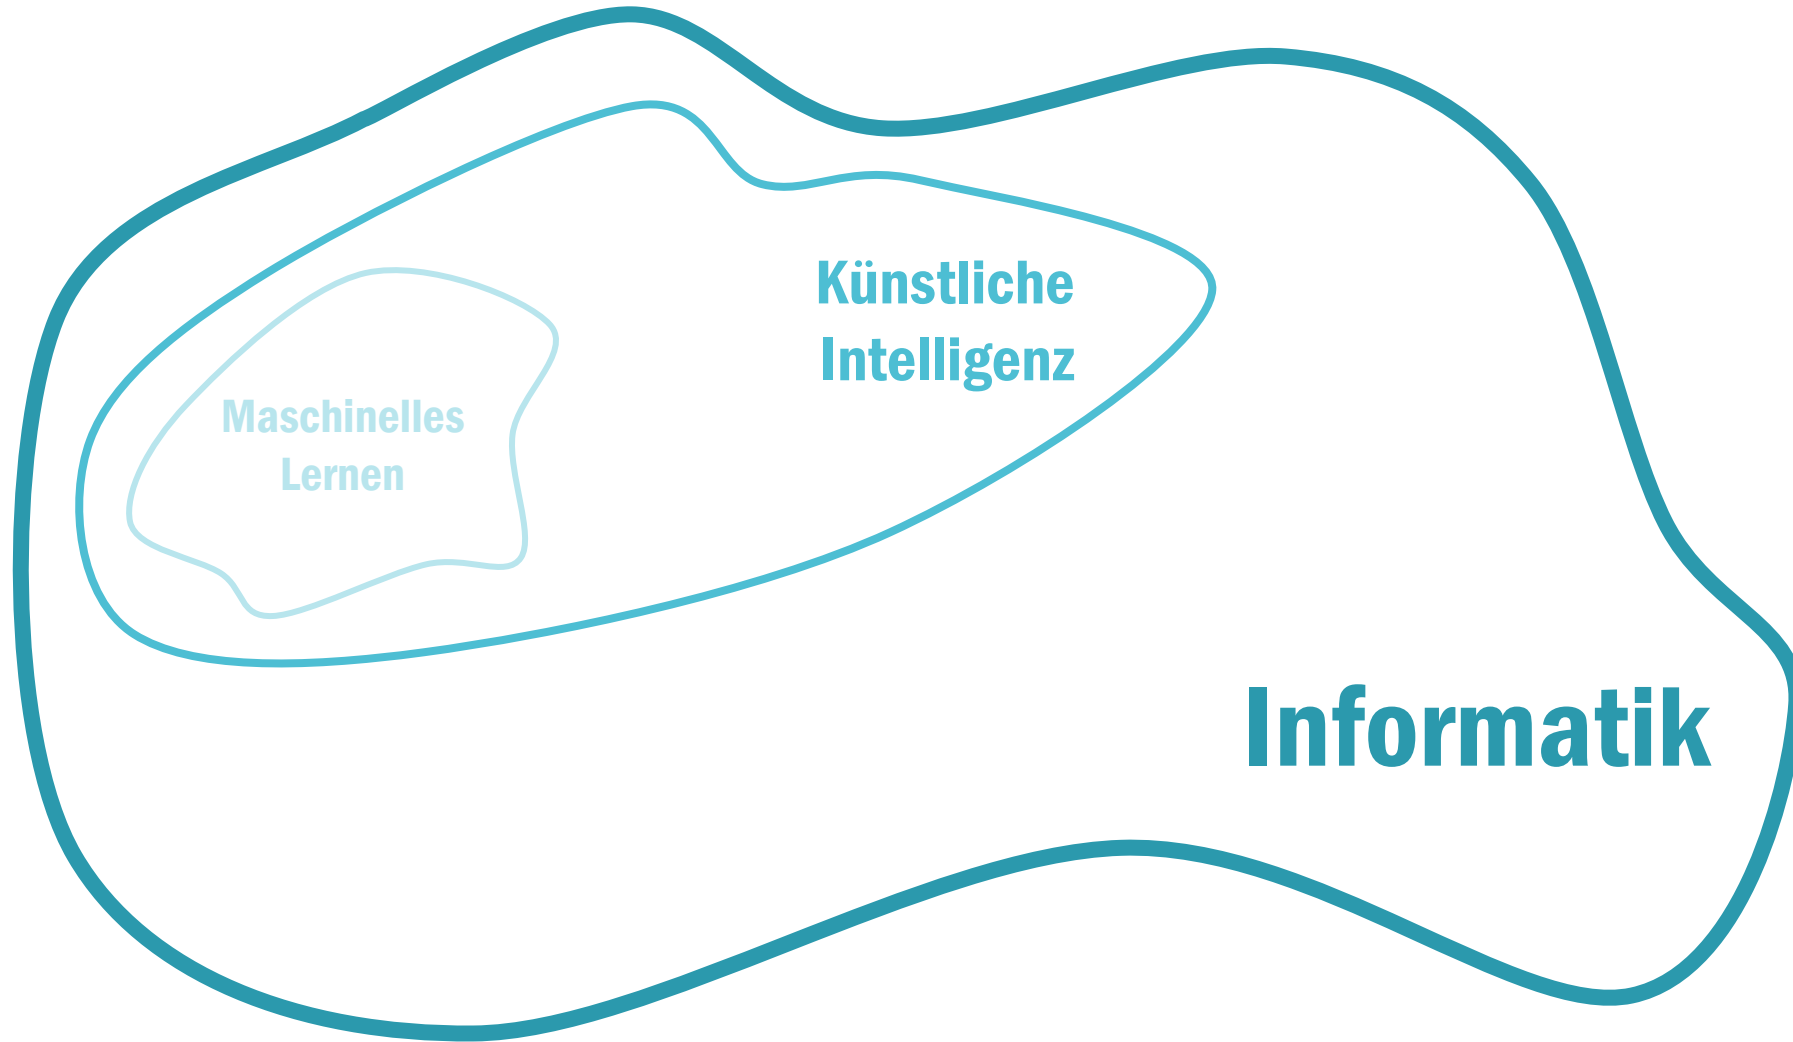 Künstliche
Intelligenz
Maschinelles
Lernen
Informatik